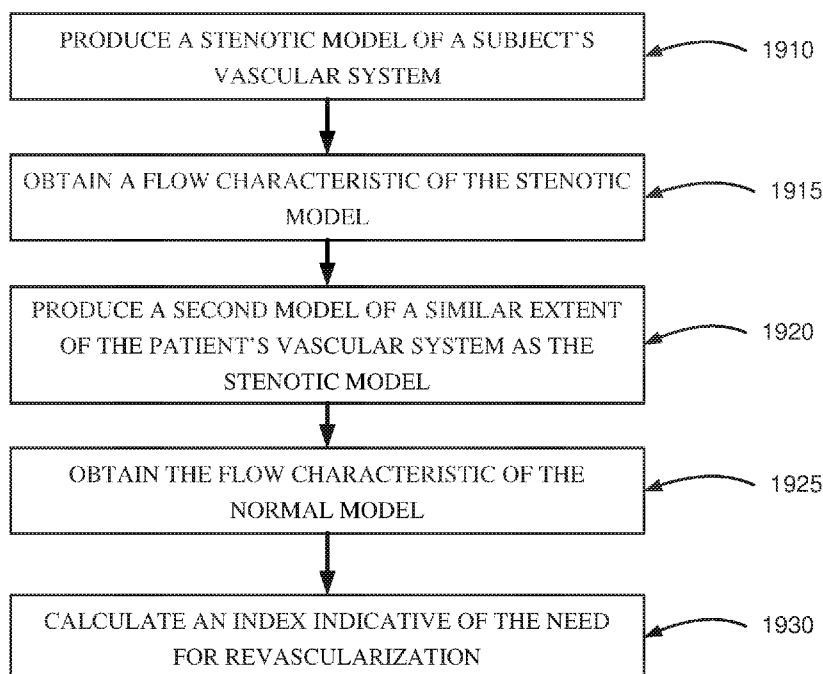 PRODUCE A STENOTIC MODEL OF A SUBJECT'S
VASCULAR SYSTEM
1910
OBTAIN A FLOW CHARACTERISTIC OF THE STENOTIC
MODEL
1915
PRODUCE A SECOND MODEL OF A SIMILAR EXTENT
OF THE PATIENT'S VASCULAR SYSTEM AS THE
STENOTIC MODEL
1920
OBTAIN THE FLOW CHARACTERISTIC OF THE
NORMAL MODEL
1925
CALCULATE AN INDEX INDICATIVE OF THE NEED
FOR REVASCULARIZATION
1930